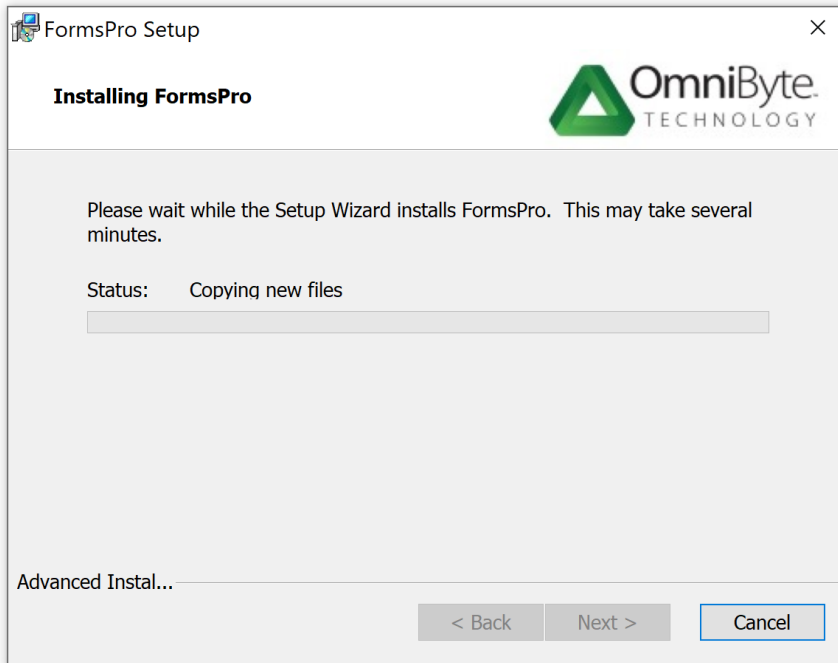 FormsPro Setup
Installing FormsPro
OmniByte
TECHNOLOGY
Please wait while the Setup Wizard installs FormsPro. This may take several
minutes.
Status: Copying new files
Advanced Instal...
< Back Next > Cancel